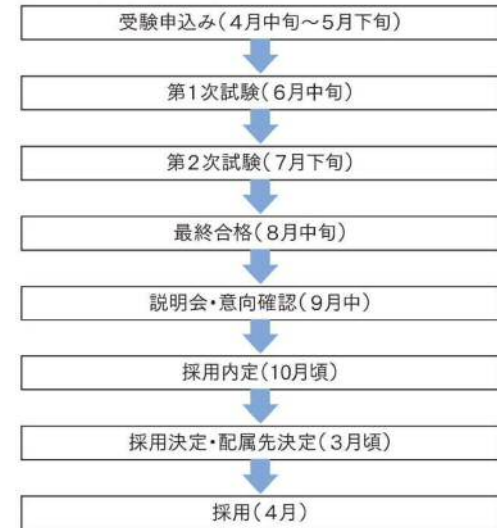 受験申込み(4月中旬～5月下旬)
第1次試験(6月中旬)
第2次試験(7月下旬)
最終合格(8月中旬)
説明会・意向確認(9月中)
採用内定(10月頃)
採用決定・配属先決定(3月頃)
採用(4月)